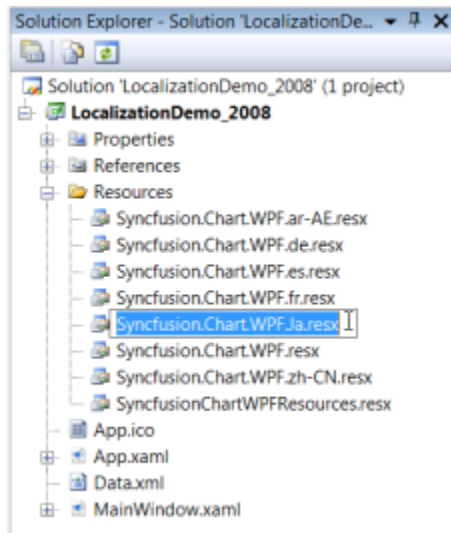 Solution Explorer - Solution 'LocalizationDe...
Solution 'LocalizationDemo_2008' (1 project)
LocalizationDemo_2008
Properties
References
Resources
Syncfusion.Chart.WPF.ar-AE.resx
Syncfusion.Chart.WPF.de.resx
Syncfusion.Chart.WPF.es.resx
Syncfusion.Chart.WPF.fr.resx
Syncfusion.Chart.WPF.Ja.resx
Syncfusion.Chart.WPF.resx
Syncfusion.Chart.WPF.zh-CN.resx
SyncfusionChartWPFResources.resx
App.ico
App.xaml
Data.xml
MainWindow.xaml